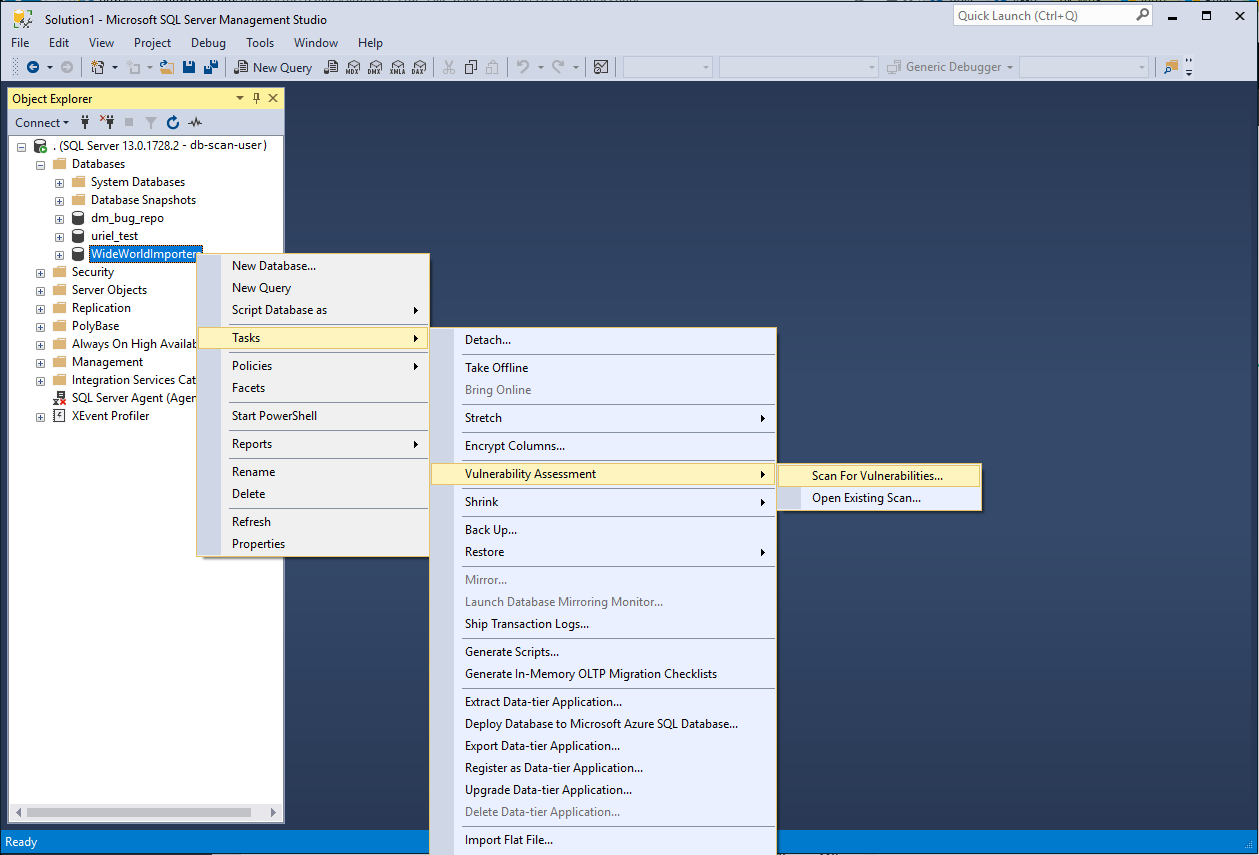 Solution1 - Microsoft SQL Server Management Studio
Quick Launch (Ctrl+Q)
File Edit View Project Debug Tools Window Help
New Query MDX DMX XMLA DAX Generic Debugger
Object Explorer
Connect
. (SQL Server 13.0.1728.2 - db-scan-user)
Databases
System Databases
Database Snapshots
dm_bug_repo
uriel_test
WideWorldImporter
Security
Server Objects
Replication
PolyBase
Always On High Availab
Management
Integration Services Cat
SQL Server Agent (Agen
XEvent Profiler
New Database...
New Query
Script Database as
Tasks
Policies
Facets
Start PowerShell
Reports
Rename
Delete
Refresh
Properties
Detach...
Take Offline
Bring Online
Stretch
Encrypt Columns...
Vulnerability Assessment
Shrink
Back Up...
Restore
Mirror...
Launch Database Mirroring Monitor...
Ship Transaction Logs...
Generate Scripts...
Generate In-Memory OLTP Migration Checklists
Extract Data-tier Application...
Deploy Database to Microsoft Azure SQL Database...
Export Data-tier Application...
Register as Data-tier Application...
Upgrade Data-tier Application...
Delete Data-tier Application...
Import Flat File...
Scan For Vulnerabilities...
Open Existing Scan...
Ready